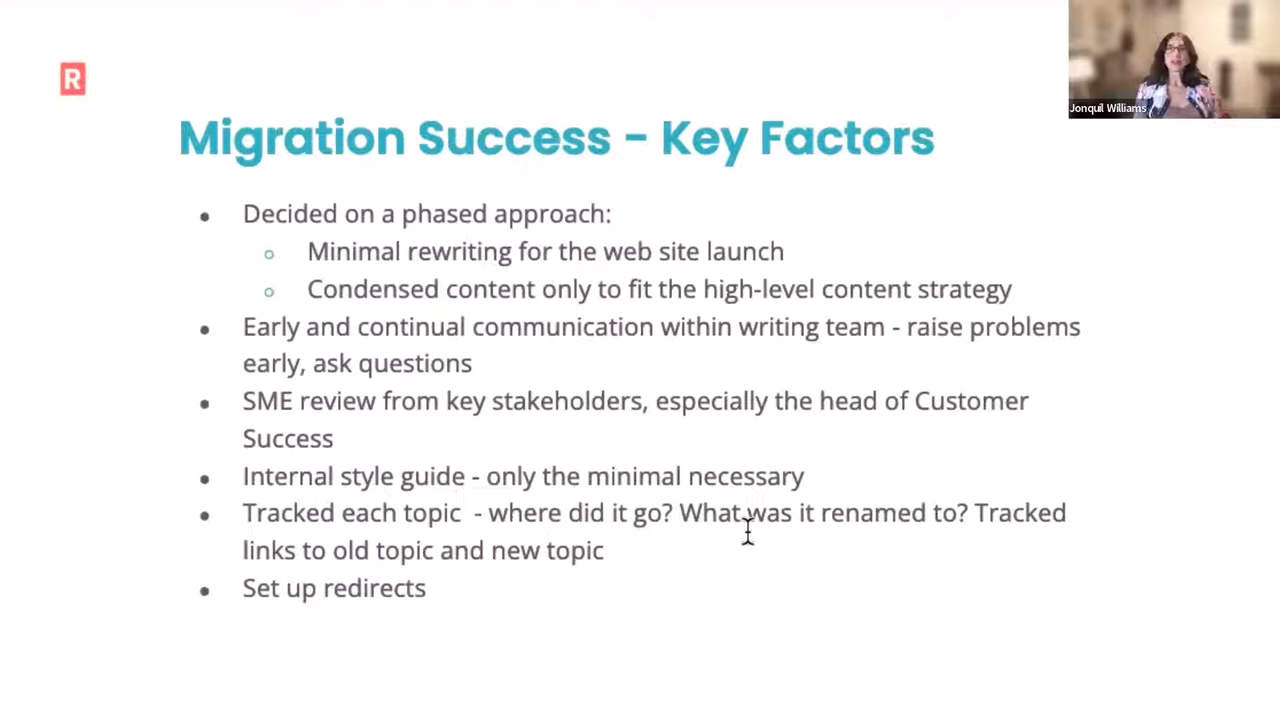 R
Jonquil Williams
Migration Success - Key Factors
• Decided on a phased approach:
○ Minimal rewriting for the web site launch
○ Condensed content only to fit the high-level content strategy
• Early and continual communication within writing team - raise problems
early, ask questions
• SME review from key stakeholders, especially the head of Customer
Success
• Internal style guide - only the minimal necessary
• Tracked each topic  - where did it go? What was it renamed to? Tracked
links to old topic and new topic
• Set up redirects